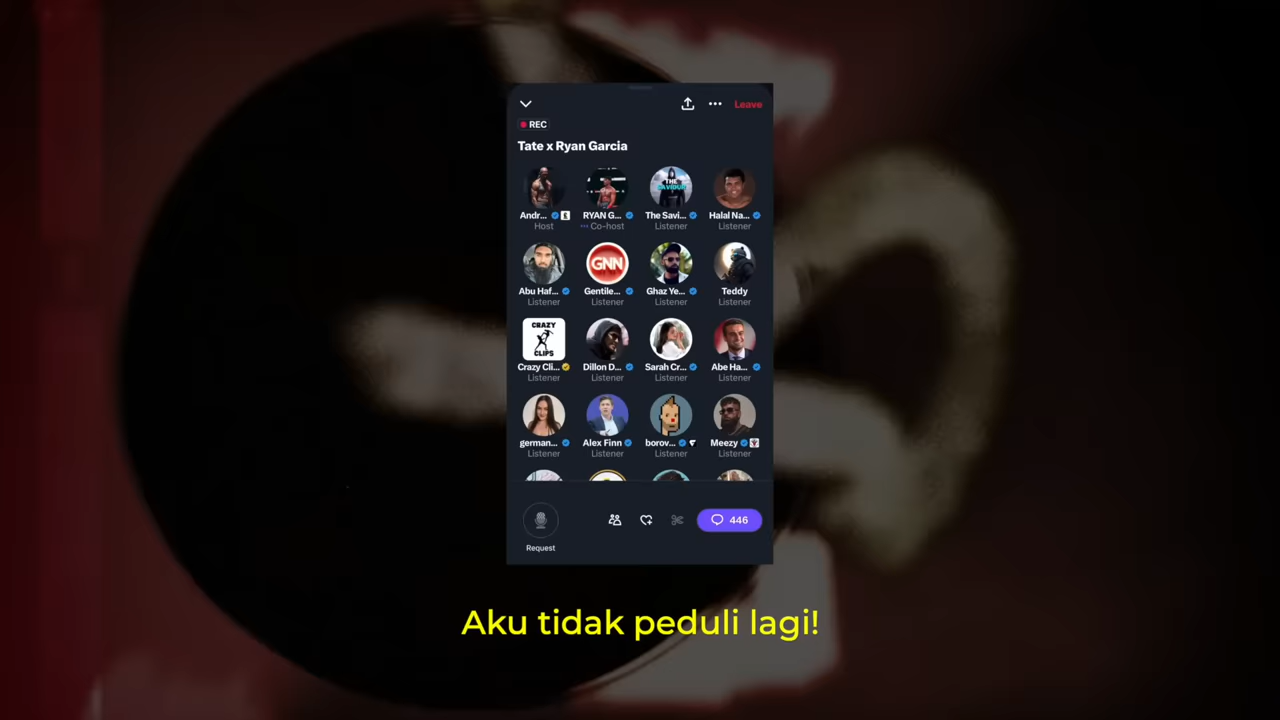 Leave
REC
Tate x Ryan Garcia
Andr... RYAN G... The Savi... Halal Na...
Host Co-host Listener Listener
Abu Haf... Gentile... Ghaz Ye... Teddy
Listener Listener Listener Listener
Crazy Cli... Dillon D... Sarah Cr... Abe Ha...
Listener Listener Listener Listener
german... Alex Finn borov... Meezy
Listener Listener Listener Listener
446
Request
THE
SAVIOUR
GNN
CRAZY
CLIPS
Aku tidak peduli lagi!